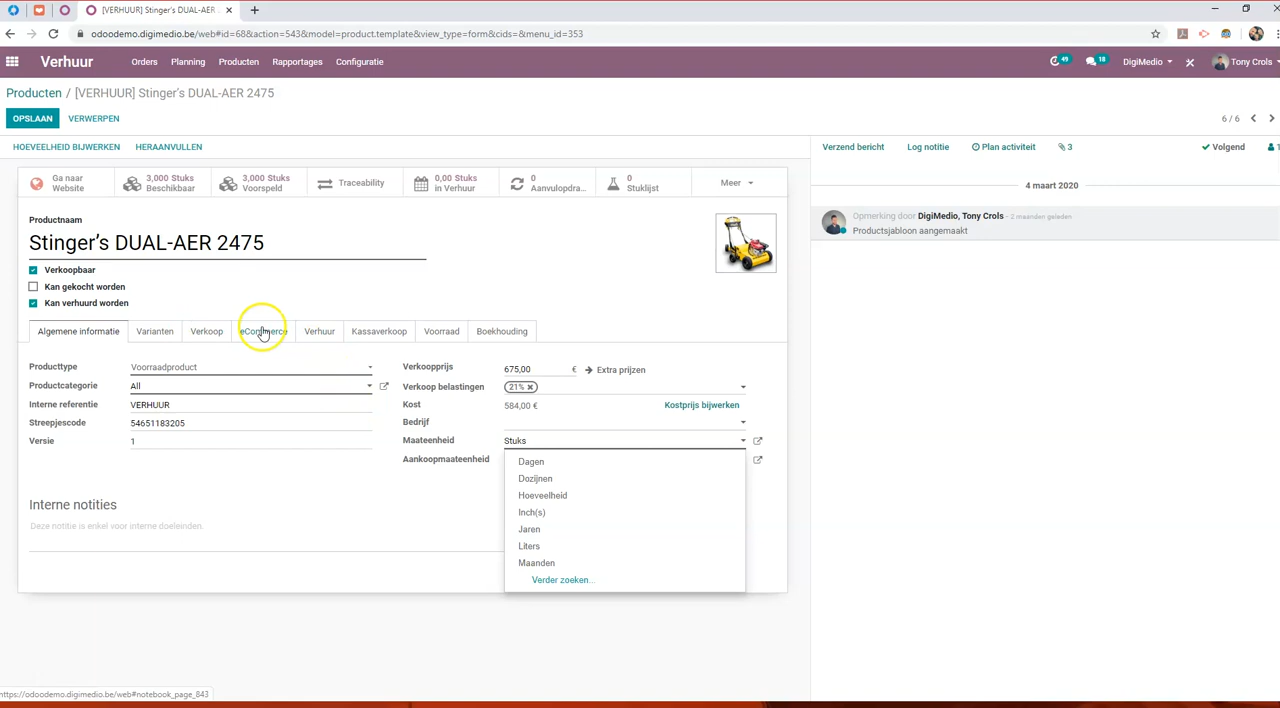 [VERHUUR] Stinger's DUAL-AER
odoodemo.digimedio.be/web#id=68&action=543&model=product.template&view_type=form&cids=&menu_id=353
Verhuur Orders Planning Producten Rapportages Configuratie 49 18 DigiMedio Tony Crols
Producten / [VERHUUR] Stinger's DUAL-AER 2475
OPSLAAN VERWERPEN 6 / 6
HOEVEELHEID BIJWERKEN HERAANVULLEN Verzend bericht Log notitie Plan activiteit 3 Volgend 1
Ga naar Website
3,000 Stuks Beschikbaar
3,000 Stuks Voorspeld
Traceability
0,00 Stuks in Verhuur
0 Aanvulopdra...
0 Stuklijst
Meer
4 maart 2020
Opmerking door DigiMedio, Tony Crols - 2 maanden geleden
Productsjabloon aangemaakt
Productnaam
Stinger's DUAL-AER 2475
Verkoopbaar
Kan gekocht worden
Kan verhuurd worden
Algemene informatie Varianten Verkoop eCommerce Verhuur Kassaverkoop Voorraad Boekhouding
Producttype Voorraadproduct
Productcategorie All
Interne referentie VERHUUR
Streepjescode 54651183205
Versie 1
Verkoopprijs 675,00 € Extra prijzen
Verkoop belastingen 21%
Kost 584,00 € Kostprijs bijwerken
Bedrijf
Maateenheid Stuks
Aankoopmaateenheid
Dagen
Dozijnen
Hoeveelheid
Inch(s)
Jaren
Liters
Maanden
Verder zoeken...
Interne notities
Deze notitie is enkel voor interne doeleinden.
https://odoodemo.digimedio.be/web#notebook_page_843